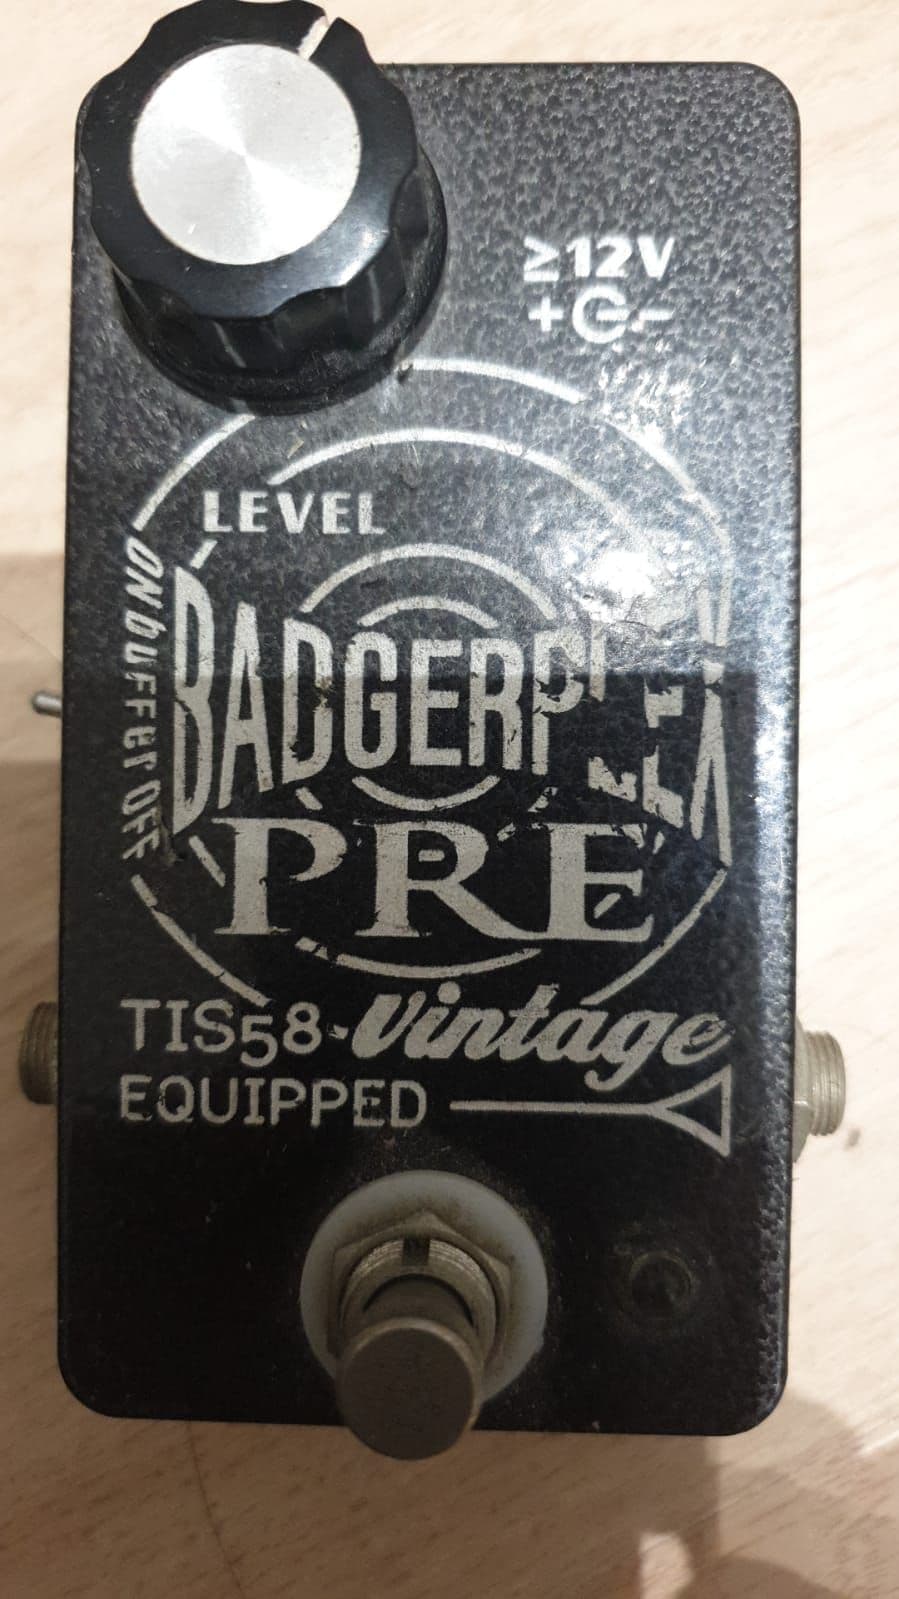 ≥12V
+ -
LEVEL
ON buFFer OFF
BADGERPLEX
PRE
TIS58-Vintage
EQUIPPED